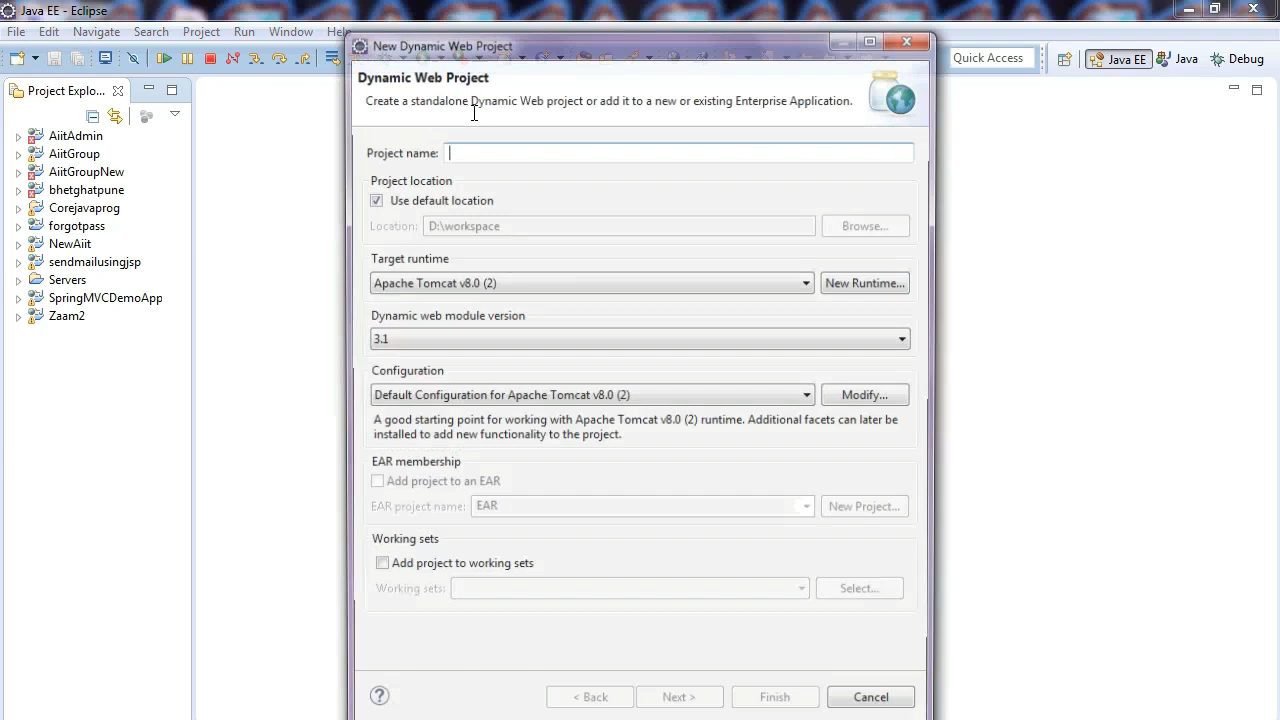 Java EE - Eclipse
File Edit Navigate Search Project Run Window Help
Quick Access
Java EE
Java
Debug
Project Explo...
AiitAdmin
AiitGroup
AiitGroupNew
bhetghatpune
Corejavaprog
forgotpass
NewAiit
sendmailusingjsp
Servers
SpringMVCDemoApp
Zaam2
New Dynamic Web Project
Dynamic Web Project
Create a standalone Dynamic Web project or add it to a new or existing Enterprise Application.
Project name:
Project location
Use default location
Location: D:\workspace Browse...
Target runtime
Apache Tomcat v8.0 (2) New Runtime...
Dynamic web module version
3.1
Configuration
Default Configuration for Apache Tomcat v8.0 (2) Modify...
A good starting point for working with Apache Tomcat v8.0 (2) runtime. Additional facets can later be
installed to add new functionality to the project.
EAR membership
Add project to an EAR
EAR project name: EAR New Project...
Working sets
Add project to working sets
Working sets: Select...
< Back Next > Finish Cancel